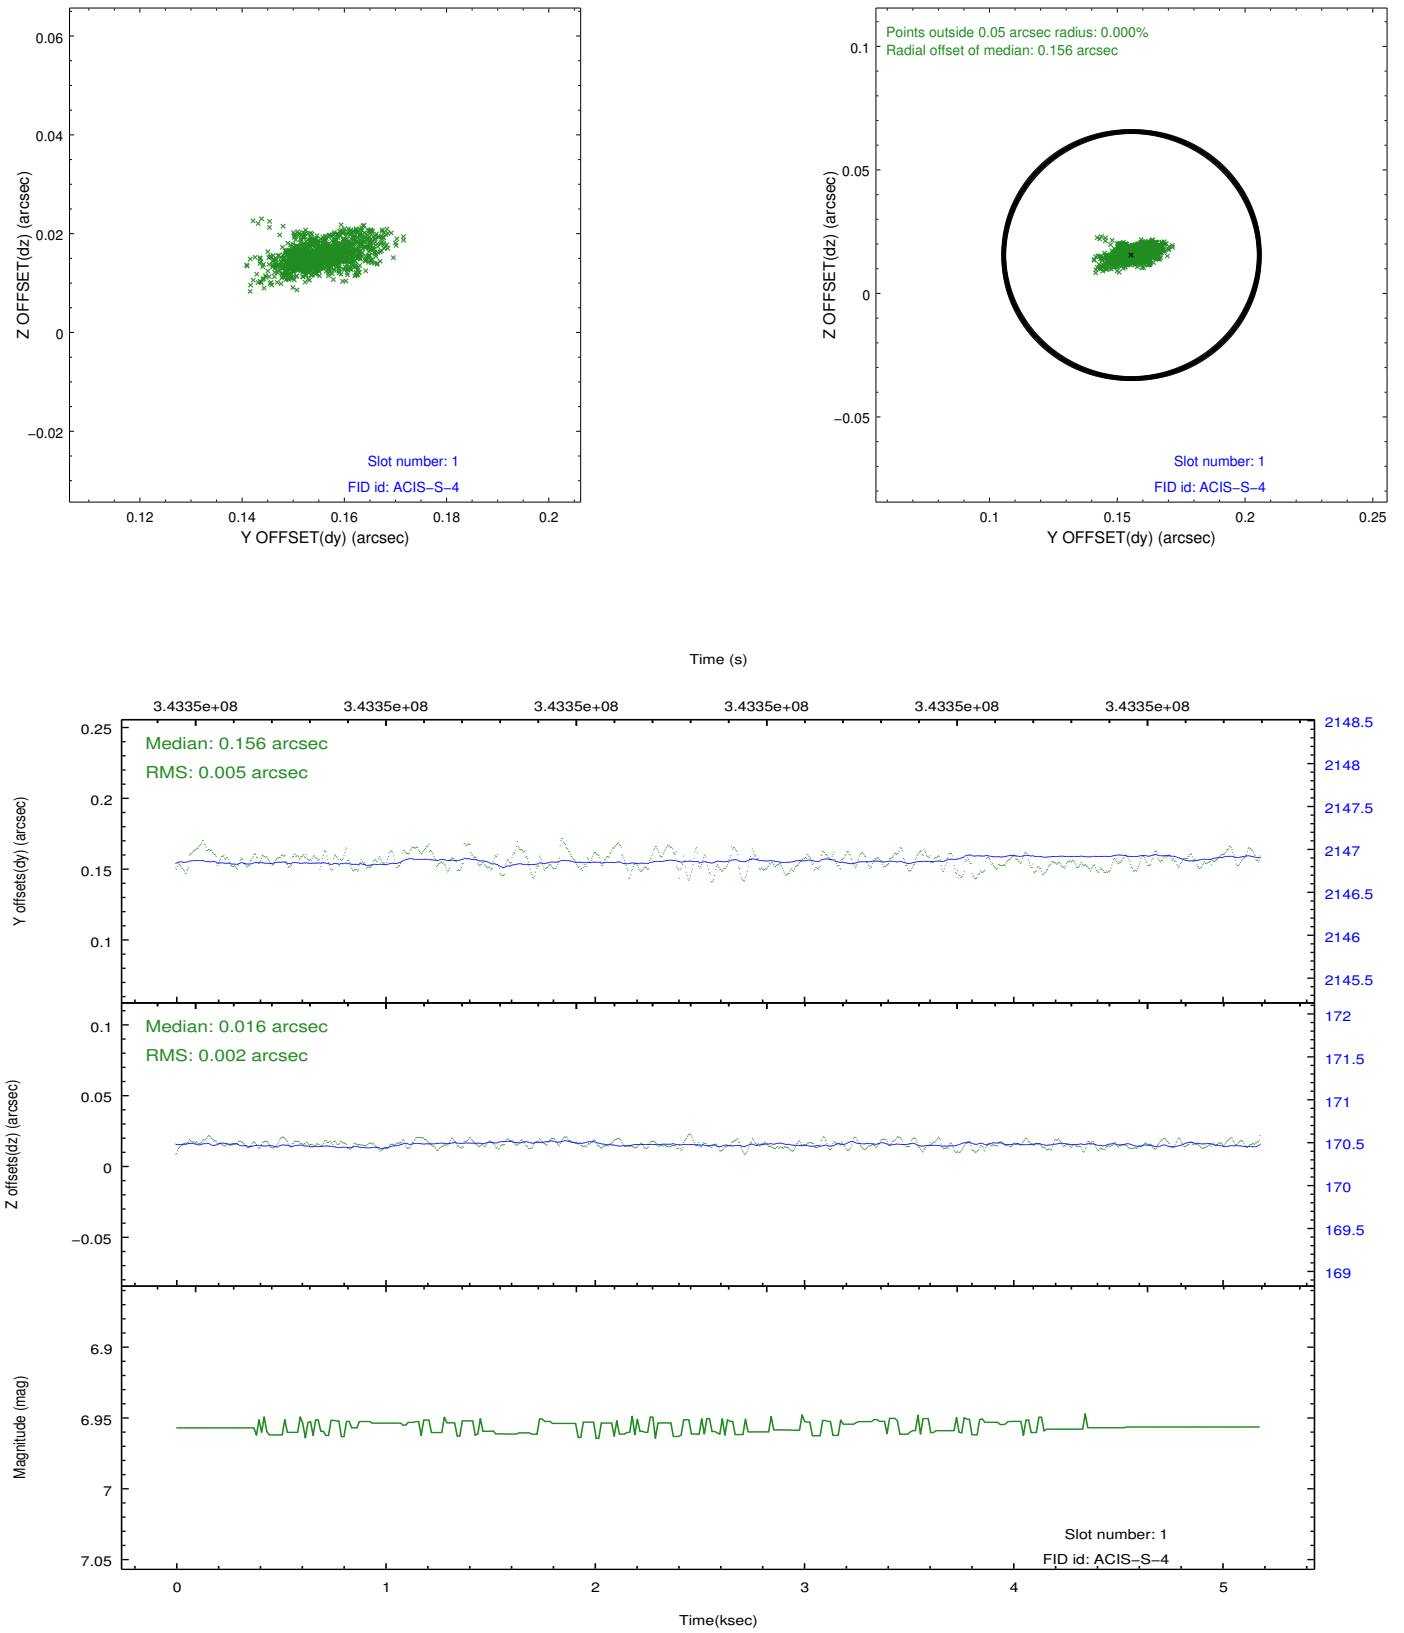 0.06
0.04
0.02
0
−0.02
Z OFFSET(dz) (arcsec)
Slot number: 1
FID id: ACIS−S−4
0.12 0.14 0.16 0.18 0.2
Y OFFSET(dy) (arcsec)
Points outside 0.05 arcsec radius: 0.000%
Radial offset of median: 0.156 arcsec
0.1
0.05
0
−0.05
Z OFFSET(dz) (arcsec)
Slot number: 1
FID id: ACIS−S−4
0.1 0.15 0.2 0.25
Y OFFSET(dy) (arcsec)
Time (s)
3.4335e+08 3.4335e+08 3.4335e+08 3.4335e+08 3.4335e+08 3.4335e+08
Median: 0.156 arcsec
RMS: 0.005 arcsec
0.25
0.2
0.15
0.1
Y offsets(dy) (arcsec)
2148.5
2148
2147.5
2147
2146.5
2146
2145.5
Median: 0.016 arcsec
RMS: 0.002 arcsec
0.1
0.05
0
−0.05
Z offsets(dz) (arcsec)
172
171.5
171
170.5
170
169.5
169
6.9
6.95
7
7.05
Magnitude (mag)
Slot number: 1
FID id: ACIS−S−4
0 1 2 3 4 5
Time(ksec)